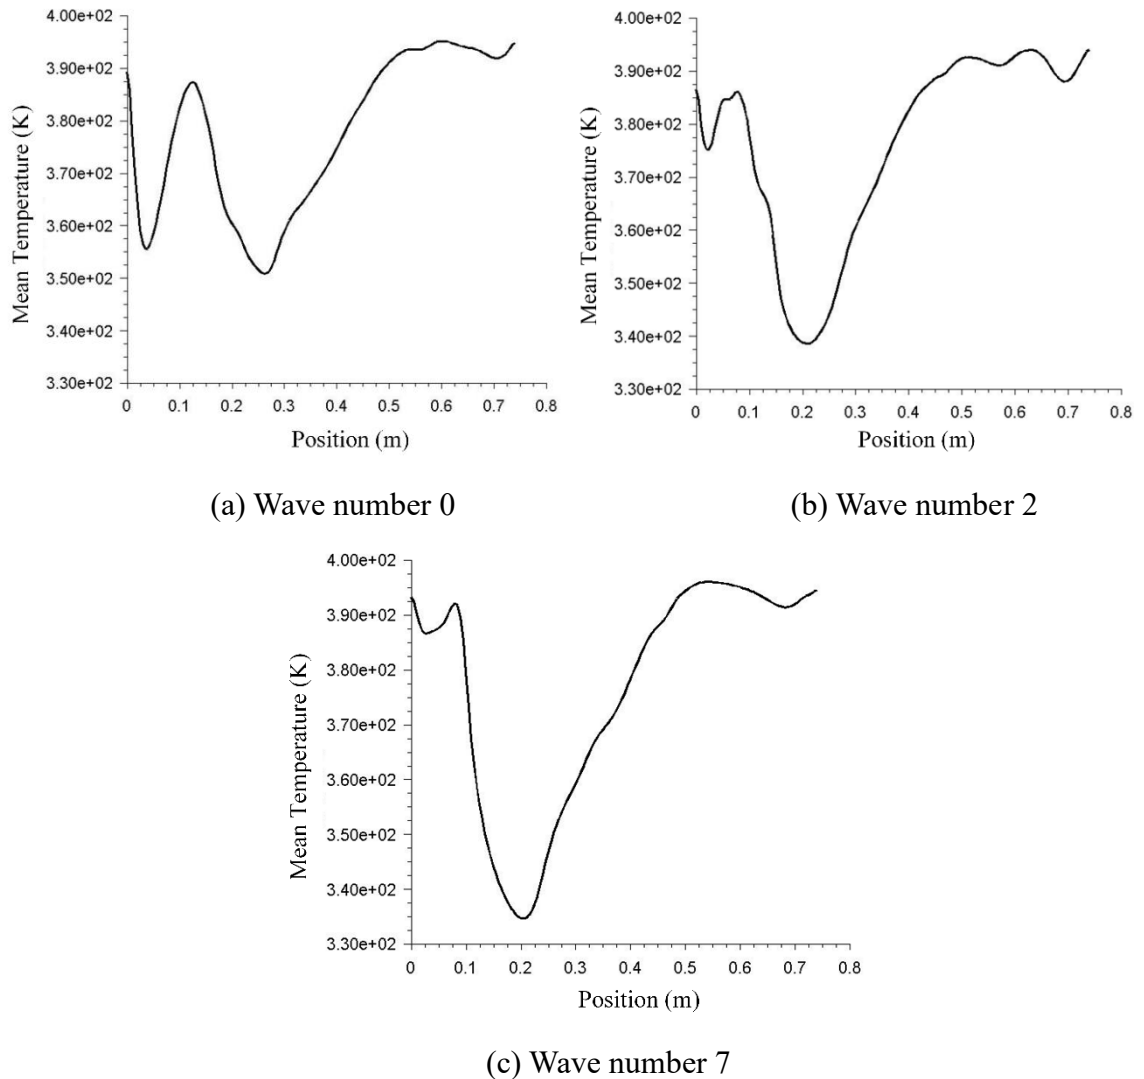 4.00e+02
3.90e+02
3.80e+02
3.70e+02
3.60e+02
3.50e+02
3.40e+02
3.30e+02
Mean Temperature (K)
0 0.1 0.2 0.3 0.4 0.5 0.6 0.7 0.8
Position (m)
(a) Wave number 0
4.00e+02
3.90e+02
3.80e+02
3.70e+02
3.60e+02
3.50e+02
3.40e+02
3.30e+02
Mean Temperature (K)
0 0.1 0.2 0.3 0.4 0.5 0.6 0.7 0.8
Position (m)
(b) Wave number 2
4.00e+02
3.90e+02
3.80e+02
3.70e+02
3.60e+02
3.50e+02
3.40e+02
3.30e+02
Mean Temperature (K)
0 0.1 0.2 0.3 0.4 0.5 0.6 0.7 0.8
Position (m)
(c) Wave number 7